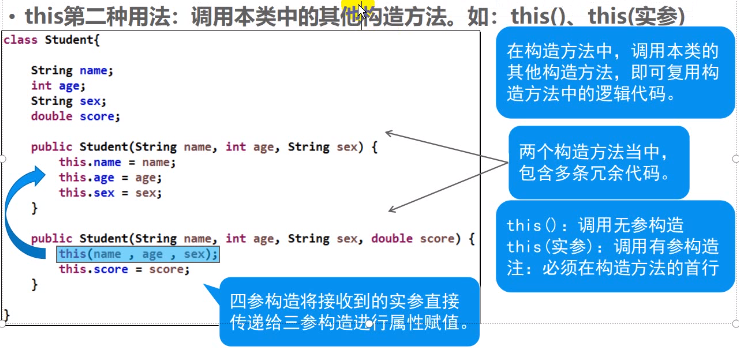 • this第二种用法：调用本类中的其他构造方法。如：this()、this(实参)
class Student{
String name;
int age;
String sex;
double score;
public Student(String name, int age, String sex) {
this.name = name;
this.age = age;
this.sex = sex;
}
public Student(String name, int age, String sex, double score) {
this(name , age , sex);
this.score = score;
}
}
在构造方法中，调用本类的
其他构造方法，即可复用构
造方法中的逻辑代码。
两个构造方法当中，
包含多条冗余代码。
this()：调用无参构造
this(实参)：调用有参构造
注：必须在构造方法的首行
四参构造将接收到的实参直接
传递给三参构造进行属性赋值。